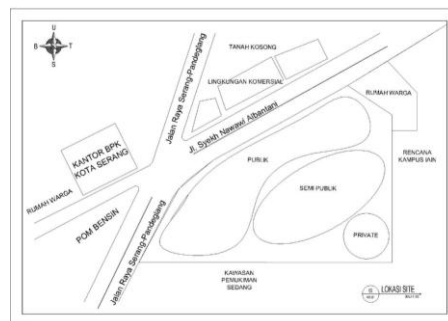 U
B T
S
TANAH KOSONG
LINGKUNGAN KOMERSIAL
Jalan Raya Serang-Pandeglang
Jl. Syekh Nawawi Albantani
RUMAH WARGA
KANTOR BPK
KOTA SERANG
PUBLIK
RENCANA
KAMPUS IAIN
SEMI-PUBLIK
RUMAH WARGA
POM BENSIN
PRIVATE
Jalan Raya Serang-Pandeglang
KAWASAN
PEMUKIMAN
SEDANG
LOKASI SITE